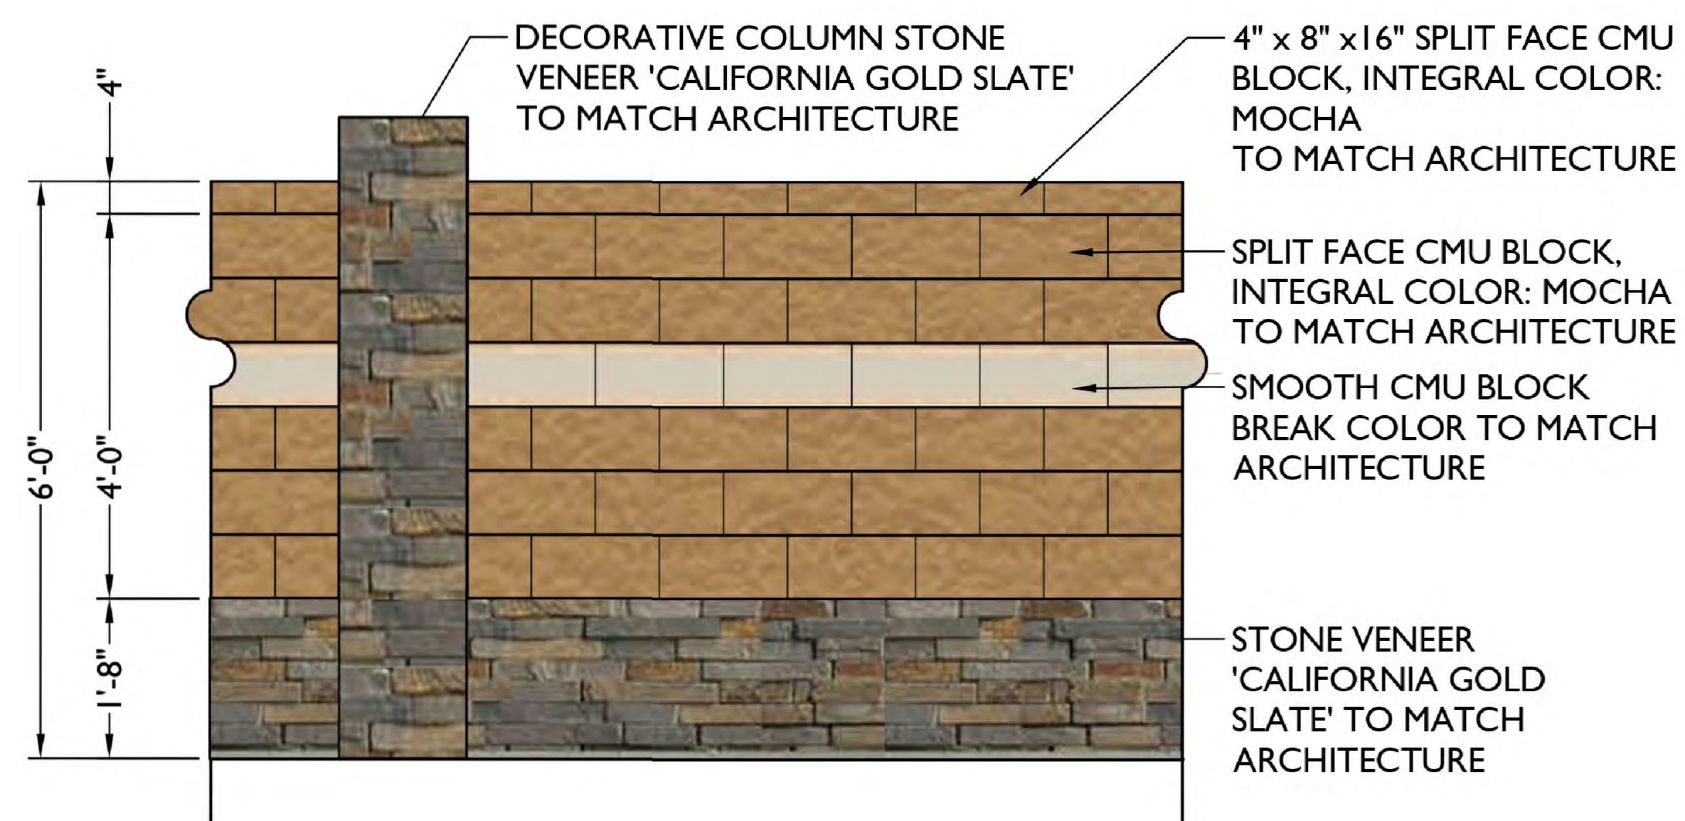 DECORATIVE COLUMN STONE
VENEER 'CALIFORNIA GOLD SLATE'
TO MATCH ARCHITECTURE
4" x 8" x16" SPLIT FACE CMU
BLOCK, INTEGRAL COLOR:
MOCHA
TO MATCH ARCHITECTURE
SPLIT FACE CMU BLOCK,
INTEGRAL COLOR: MOCHA
TO MATCH ARCHITECTURE
SMOOTH CMU BLOCK
BREAK COLOR TO MATCH
ARCHITECTURE
STONE VENEER
'CALIFORNIA GOLD
SLATE' TO MATCH
ARCHITECTURE
4"
6'-0"
4'-0"
1'-8"